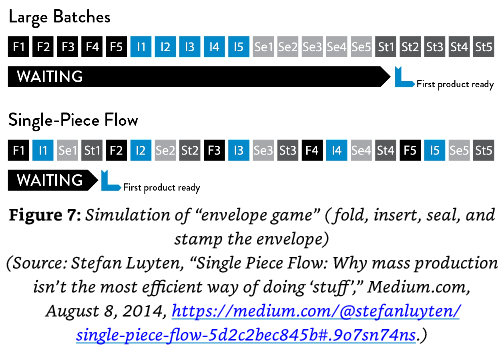 Large Batches
F1 F2 F3 F4 F5 I1 I2 I3 I4 I5 Se1 Se2 Se3 Se4 Se5 St1 St2 St3 St4 St5
WAITING
First product ready
Single-Piece Flow
F1 I1 Se1 St1 F2 I2 Se2 St2 F3 I3 Se3 St3 F4 I4 Se4 St4 F5 I5 Se5 St5
WAITING
First product ready
Figure 7: Simulation of “envelope game” (fold, insert, seal, and
stamp the envelope)
(Source: Stefan Luyten, “Single Piece Flow: Why mass production
isn’t the most efficient way of doing ‘stuff’,” Medium.com,
August 8, 2014, https://medium.com/@stefanluyten/
single-piece-flow-5d2c2bec845b#.9o7sn74ns.)